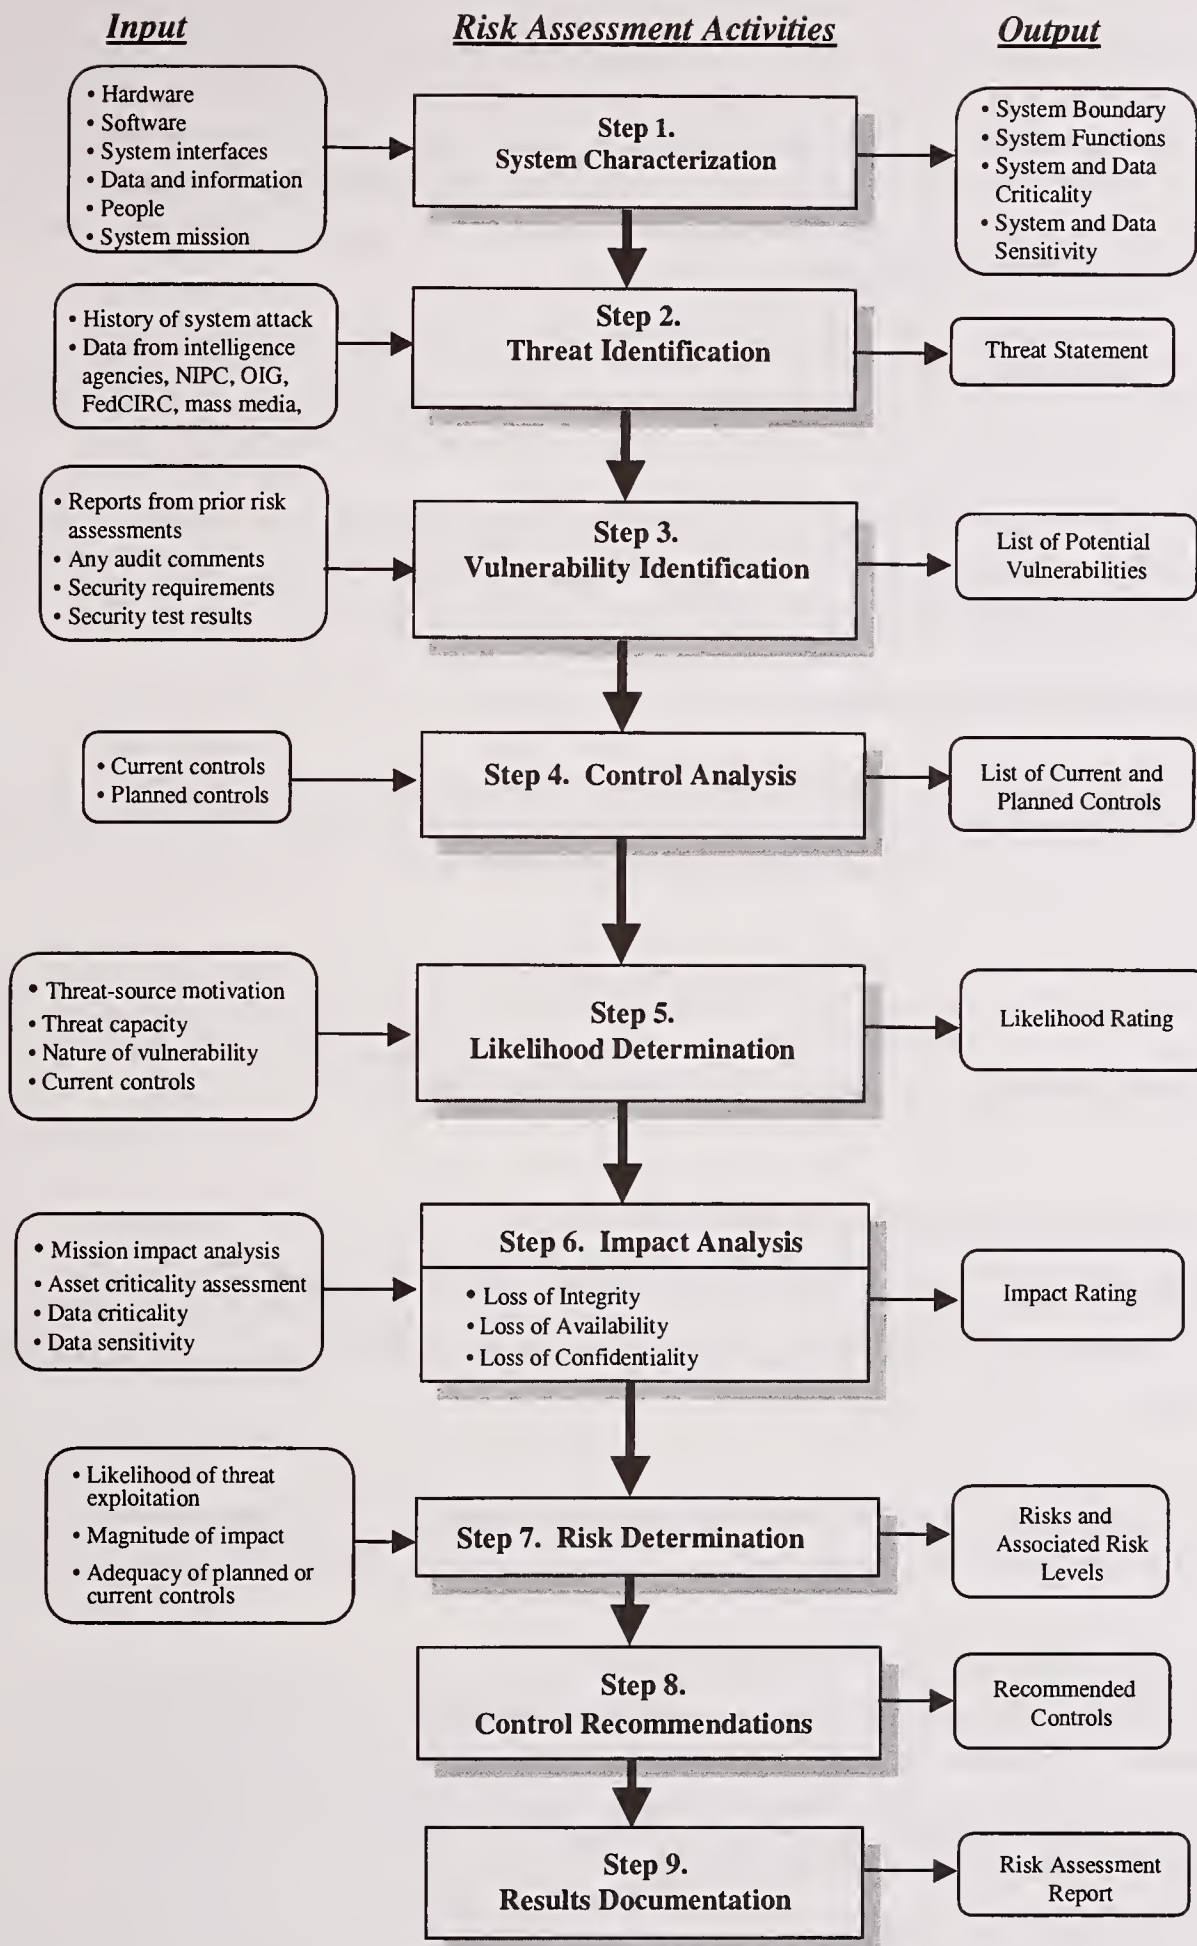 Input
Risk Assessment Activities
Output
• Hardware
• Software
• System interfaces
• Data and information
• People
• System mission
Step 1.
System Characterization
• System Boundary
• System Functions
• System and Data
Criticality
• System and Data
Sensitivity
• History of system attack
• Data from intelligence
agencies, NIPC, OIG,
FedCIRC, mass media,
Step 2.
Threat Identification
Threat Statement
• Reports from prior risk
assessments
• Any audit comments
• Security requirements
• Security test results
Step 3.
Vulnerability Identification
List of Potential
Vulnerabilities
• Current controls
• Planned controls
Step 4. Control Analysis
List of Current and
Planned Controls
• Threat-source motivation
• Threat capacity
• Nature of vulnerability
• Current controls
Step 5.
Likelihood Determination
Likelihood Rating
• Mission impact analysis
• Asset criticality assessment
• Data criticality
• Data sensitivity
Step 6. Impact Analysis
• Loss of Integrity
• Loss of Availability
• Loss of Confidentiality
Impact Rating
• Likelihood of threat
exploitation
• Magnitude of impact
• Adequacy of planned or
current controls
Step 7. Risk Determination
Risks and
Associated Risk
Levels
Step 8.
Control Recommendations
Recommended
Controls
Step 9.
Results Documentation
Risk Assessment
Report